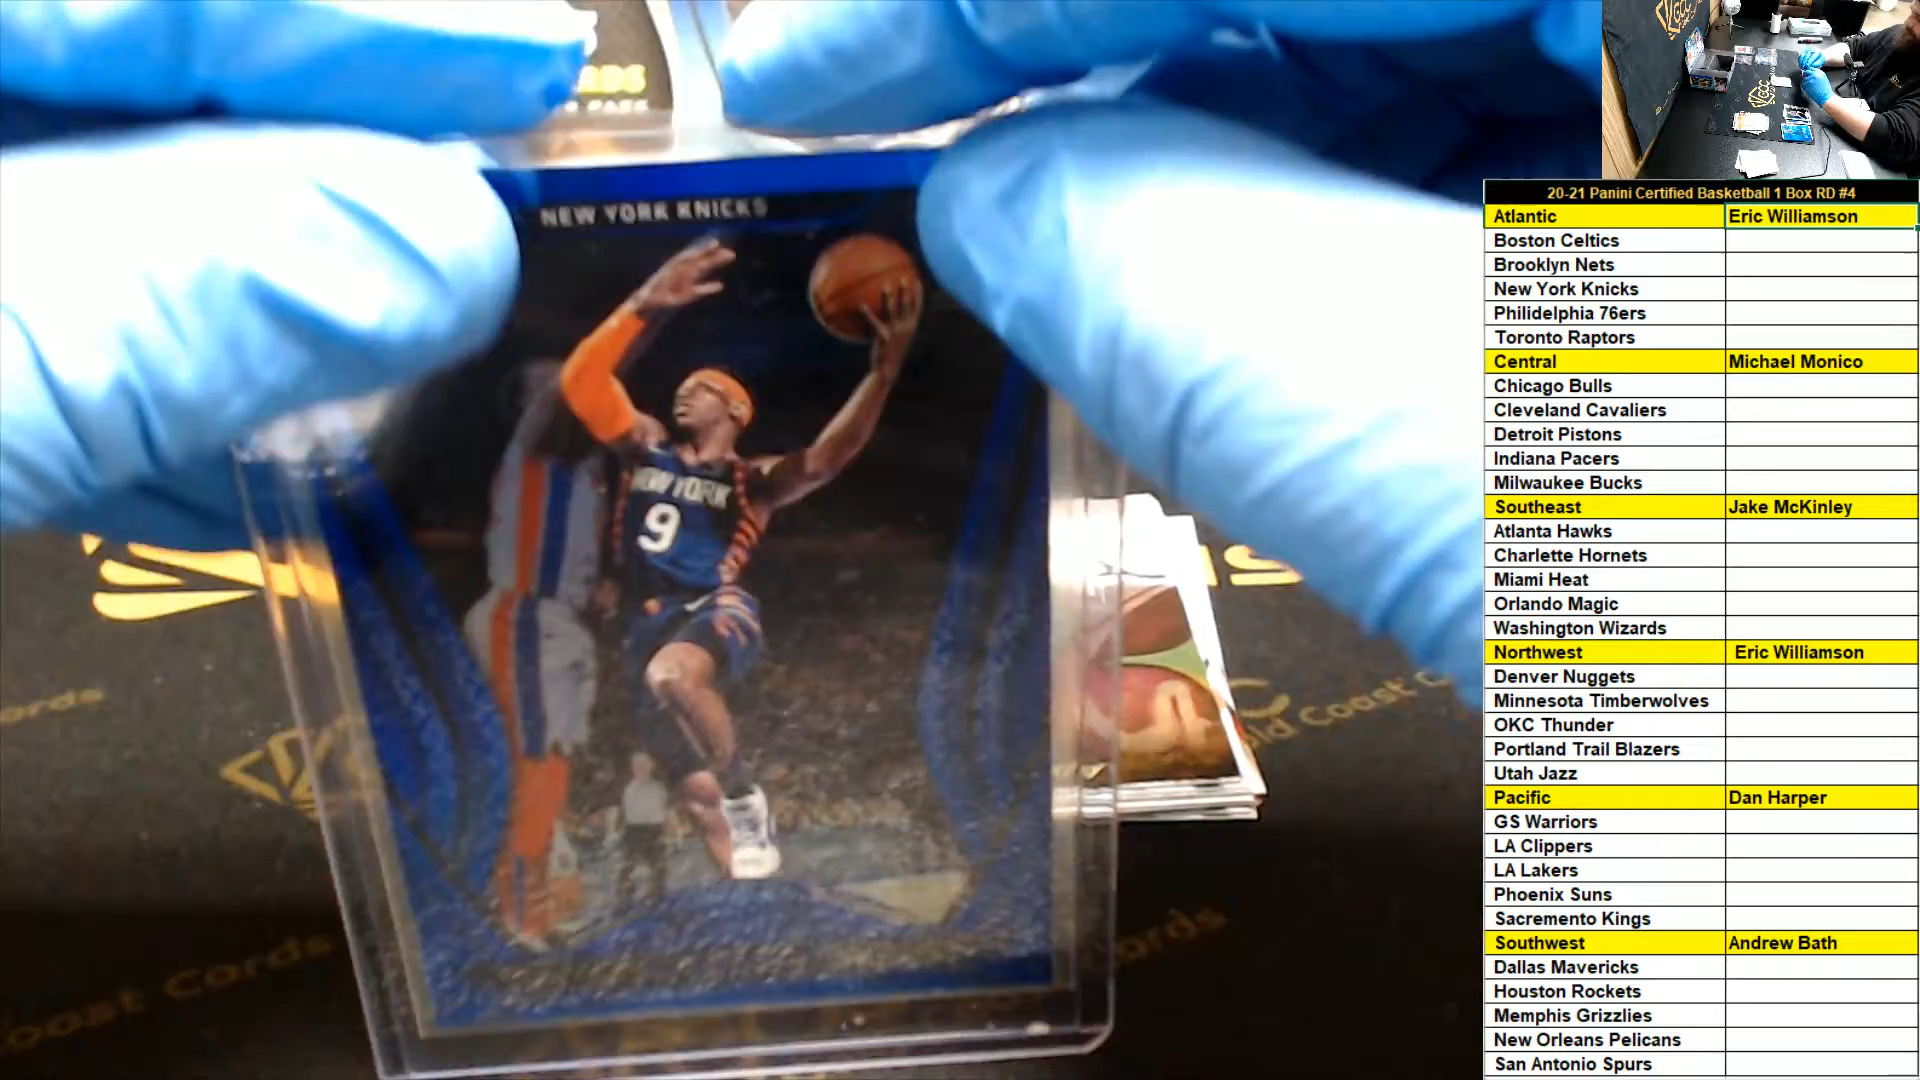 NEW YORK KNICKS
NEW YORK
9
20-21 Panini Certified Basketball 1 Box RD #4
Atlantic Eric Williamson
Boston Celtics
Brooklyn Nets
New York Knicks
Philidelphia 76ers
Toronto Raptors
Central Michael Monico
Chicago Bulls
Cleveland Cavaliers
Detroit Pistons
Indiana Pacers
Milwaukee Bucks
Southeast Jake McKinley
Atlanta Hawks
Charlette Hornets
Miami Heat
Orlando Magic
Washington Wizards
Northwest Eric Williamson
Denver Nuggets
Minnesota Timberwolves
OKC Thunder
Portland Trail Blazers
Utah Jazz
Pacific Dan Harper
GS Warriors
LA Clippers
LA Lakers
Phoenix Suns
Sacremento Kings
Southwest Andrew Bath
Dallas Mavericks
Houston Rockets
Memphis Grizzlies
New Orleans Pelicans
San Antonio Spurs
oast Cards
old Coast C
ards